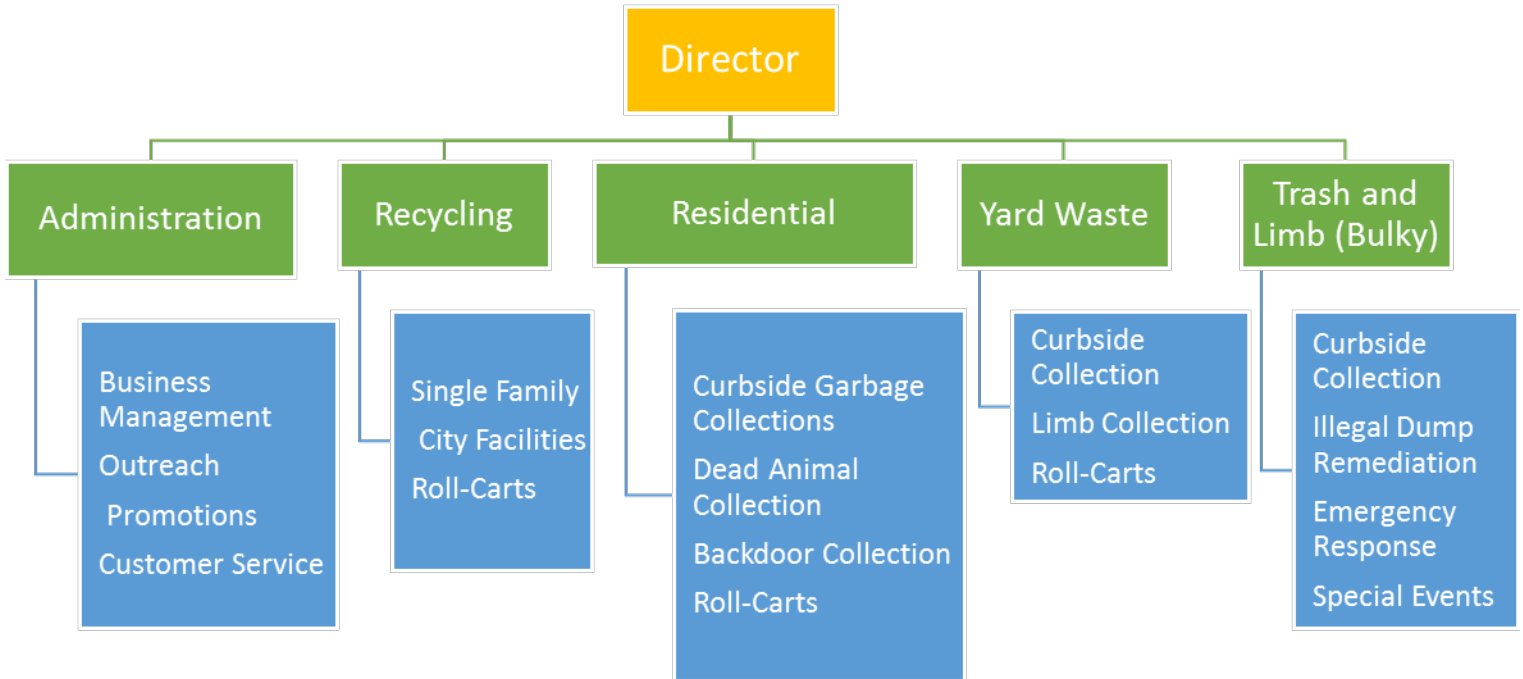 Director
Administration
Recycling
Residential
Yard Waste
Trash and
Limb (Bulky)
Business
Management
Outreach
Promotions
Customer Service
Single Family
City Facilities
Roll-Carts
Curbside Garbage
Collections
Dead Animal
Collection
Backdoor Collection
Roll-Carts
Curbside
Collection
Limb Collection
Roll-Carts
Curbside
Collection
Illegal Dump
Remediation
Emergency
Response
Special Events